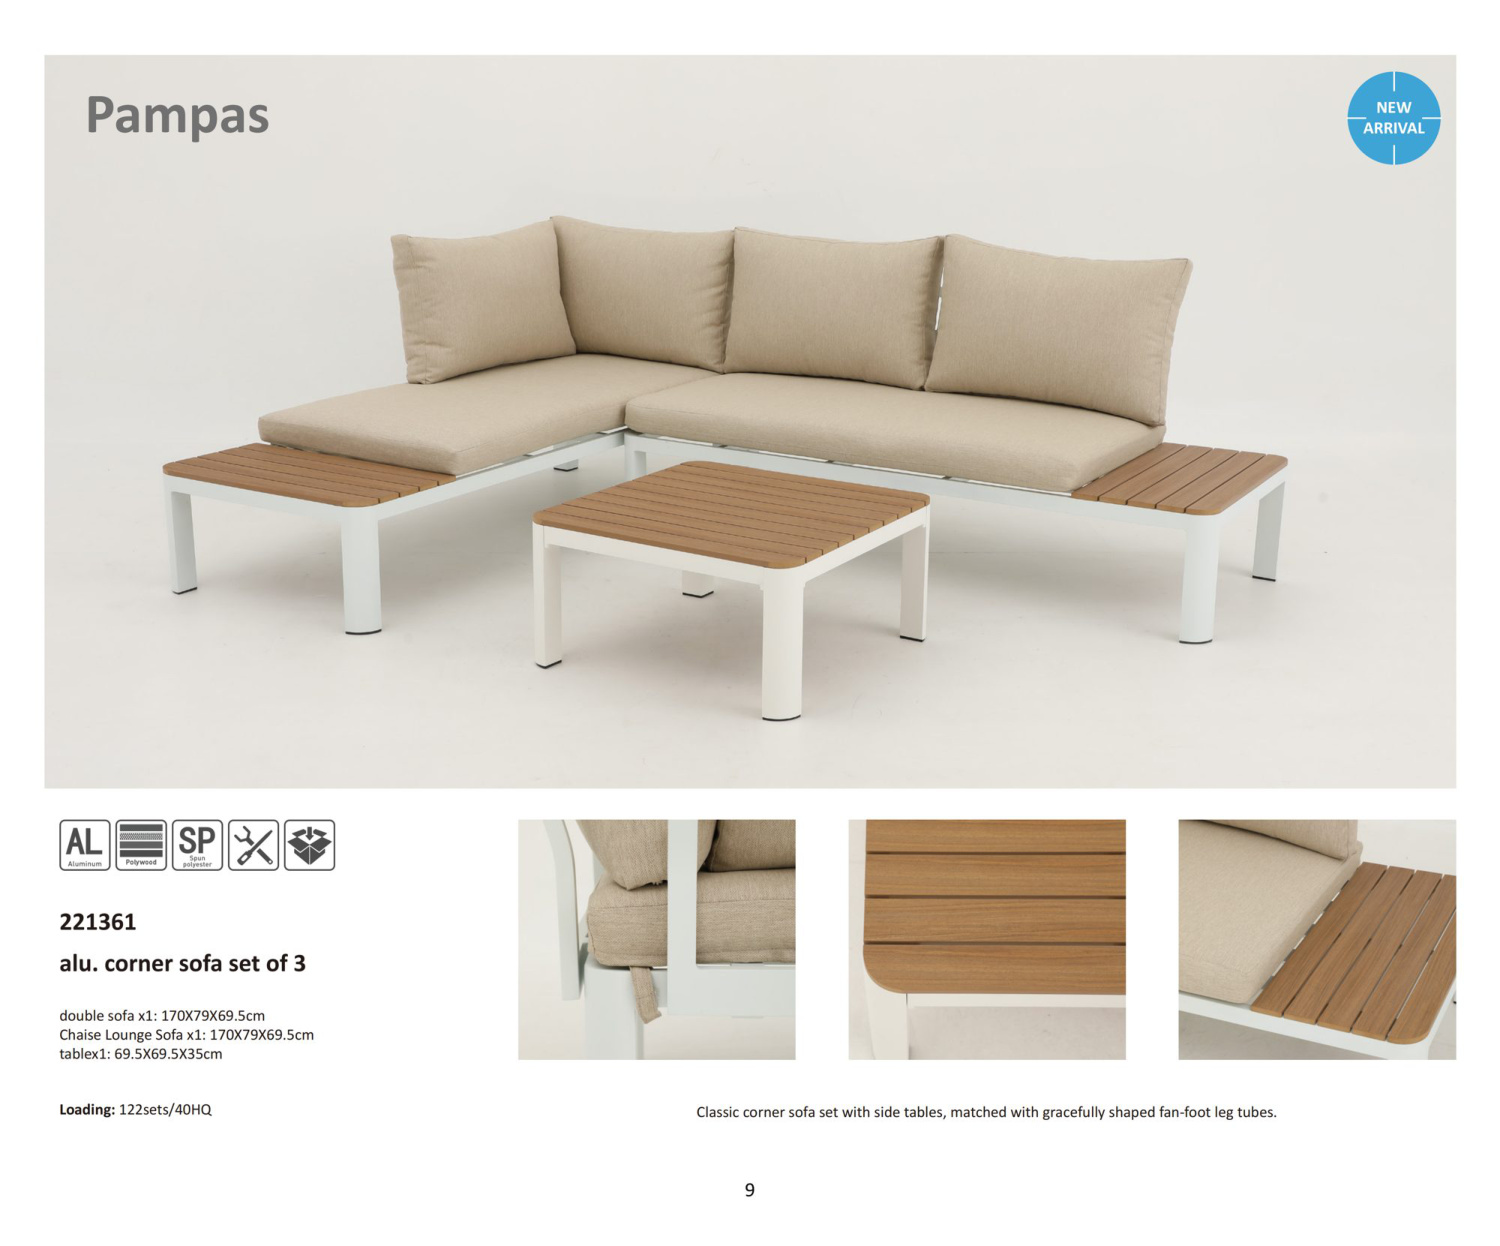 Pampas
NEW
ARRIVAL
AL
Aluminum
Polywood
SP
Spun
polyester
221361
alu. corner sofa set of 3
double sofa x1: 170X79X69.5cm
Chaise Lounge Sofa x1: 170X79X69.5cm
tablex1: 69.5X69.5X35cm
Loading: 122sets/40HQ
Classic corner sofa set with side tables, matched with gracefully shaped fan-foot leg tubes.
9